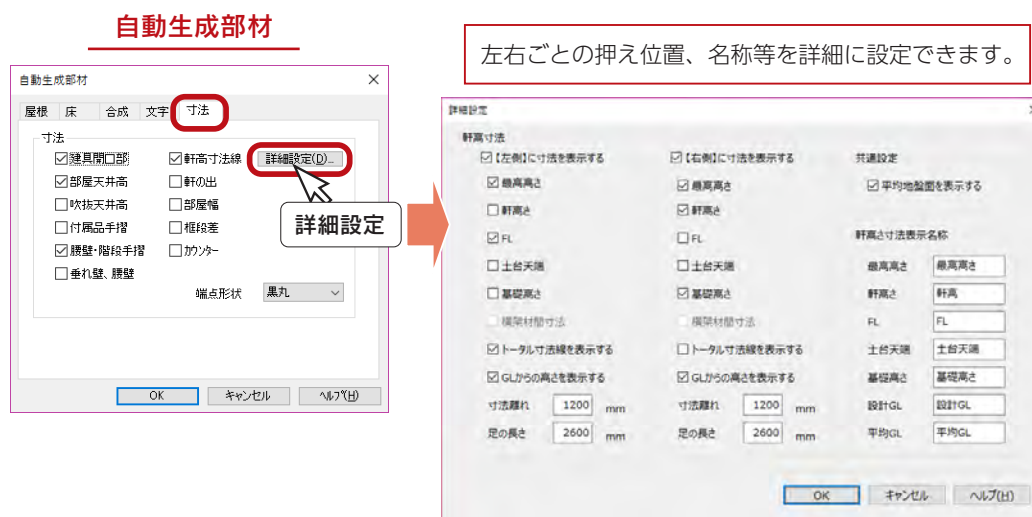 自動生成部材
左右ごとの押え位置、名称等を詳細に設定できます。
自動生成部材
屋根 床 合成 文字 寸法
寸法
建具開口部 軒高寸法線 詳細設定(D)...
部屋天井高 軒の出
吹抜天井高 部屋幅
付属品手摺 框段差
腰壁・階段手摺 カウンター
垂れ壁、腰壁
端点形状 黒丸
OK キャンセル ヘルプ(H)
詳細設定
詳細設定
軒高寸法
【左側】に寸法を表示する 【右側】に寸法を表示する 共通設定
最高高さ 最高高さ 平均地盤面を表示する
軒高さ 軒高さ
FL FL 軒高さ寸法表示名称
土台天端 土台天端 最高高さ 最高高さ
基礎高さ 基礎高さ 軒高さ 軒高
横架材間寸法 横架材間寸法 FL FL
トータル寸法線を表示する トータル寸法線を表示する 土台天端 土台天端
GLからの高さを表示する GLからの高さを表示する 基礎高さ 基礎高さ
寸法離れ 1200 mm 寸法離れ 1200 mm 設計GL 設計GL
足の長さ 2600 mm 足の長さ 2600 mm 平均GL 平均GL
OK キャンセル ヘルプ(H)